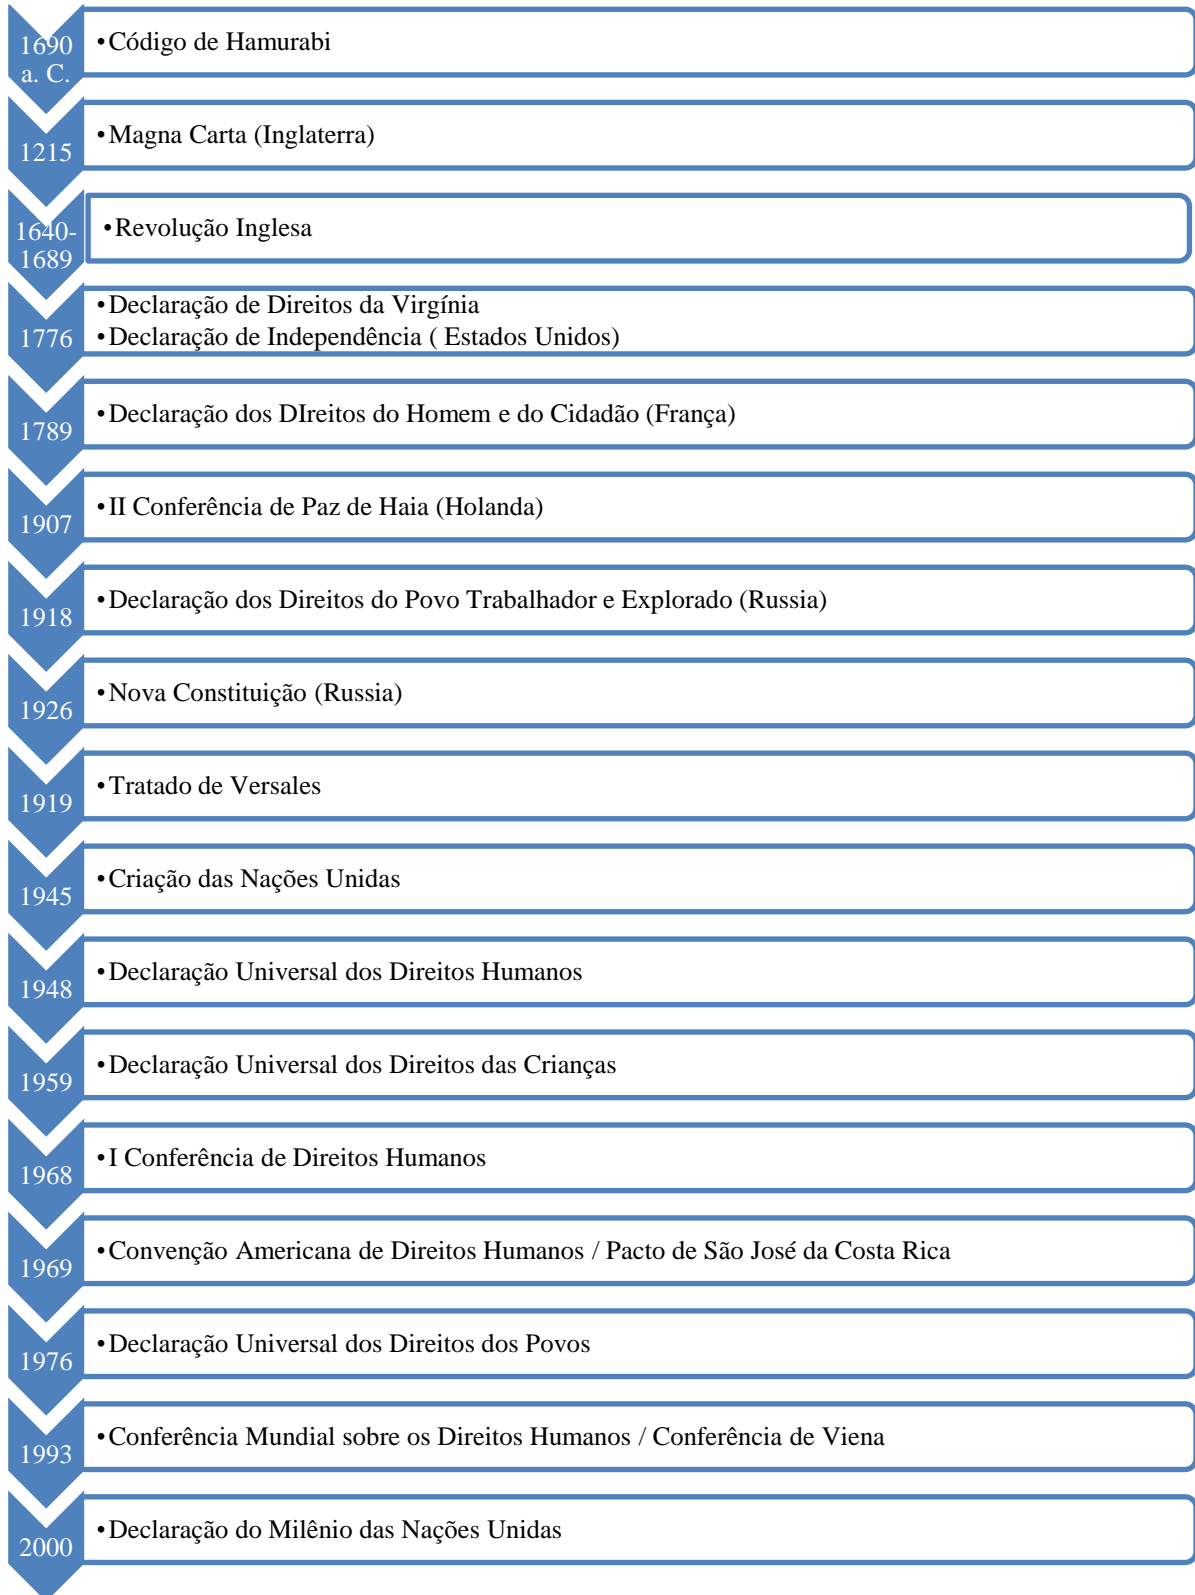 1690
a. C.
•Código de Hamurabi
1215
•Magna Carta (Inglaterra)
1640-
1689
•Revolução Inglesa
1776
•Declaração de Direitos da Virgínia
•Declaração de Independência ( Estados Unidos)
1789
•Declaração dos DIreitos do Homem e do Cidadão (França)
1907
•II Conferência de Paz de Haia (Holanda)
1918
•Declaração dos Direitos do Povo Trabalhador e Explorado (Russia)
1926
•Nova Constituição (Russia)
1919
•Tratado de Versales
1945
•Criação das Nações Unidas
1948
•Declaração Universal dos Direitos Humanos
1959
•Declaração Universal dos Direitos das Crianças
1968
•I Conferência de Direitos Humanos
1969
•Convenção Americana de Direitos Humanos / Pacto de São José da Costa Rica
1976
•Declaração Universal dos Direitos dos Povos
1993
•Conferência Mundial sobre os Direitos Humanos / Conferência de Viena
2000
•Declaração do Milênio das Nações Unidas